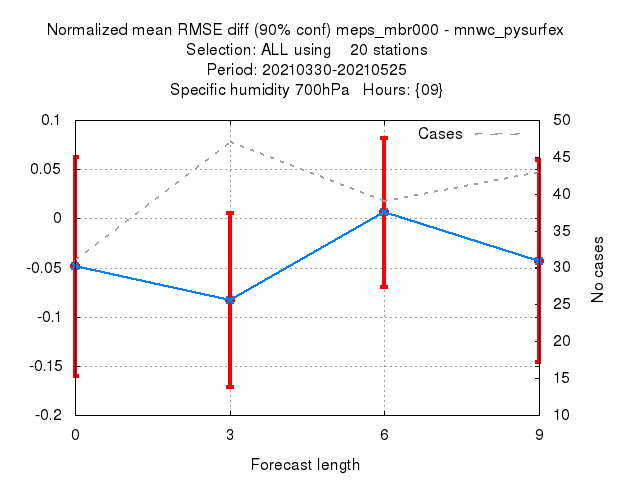 Normalized mean RMSE diff (90% conf) meps_mbr000 - mnwc_pysurfex
Selection: ALL using    20 stations
Period: 20210330-20210525
Specific humidity 700hPa   Hours: {09}
Cases
0.1
0.05
0
-0.05
-0.1
-0.15
-0.2
50
45
40
35
30
25
20
15
10
No cases
0 3 6 9
Forecast length